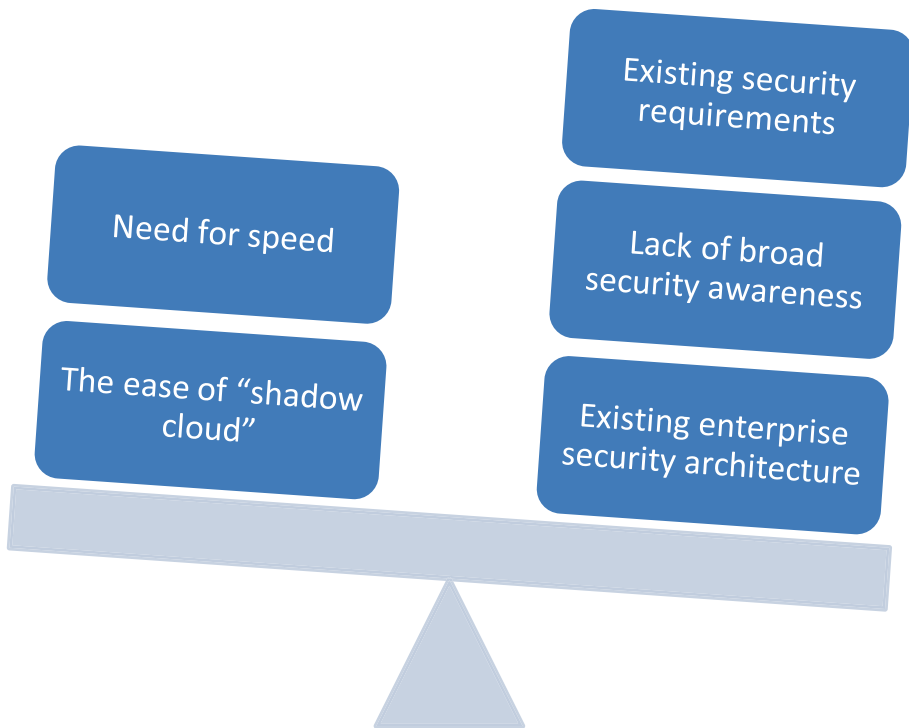 Need for speed
The ease of “shadow
cloud”
Existing security
requirements
Lack of broad
security awareness
Existing enterprise
security architecture